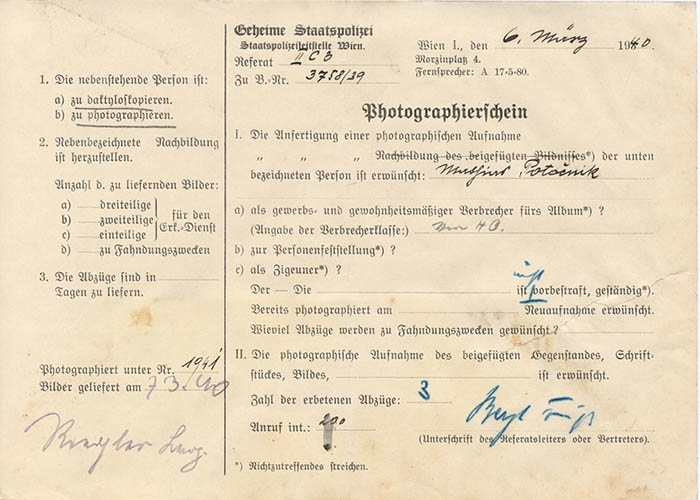 1. Die nebenstehende Person ist:
a) zu daktyloskopieren.
b) zu photographieren.
2. Nebenbezeichnete Nachbildung
ist herzustellen.
Anzahl d. zu liefernden Bilder:
a) dreiteilige
b) zweiteilige
c) einteilige
für den
Erk.-Dienst
d) zu Fahndungszwecken
3. Die Abzüge sind in
Tagen zu liefern.
Photographiert unter Nr. 1941
Bilder geliefert am 7 3. 40
Geheime Staatspolizei
Staatspolizeileitstelle Wien.
Referat II C 3
Zu B.-Nr. 3758/39
Wien I., den 6. März 1940.
Morzinplatz 4.
Fernsprecher: A 17-5-80.
Photographierschein
I. Die Anfertigung einer photographischen Aufnahme
„ „ „ Nachbildung des beigefügten Bildnisses*) der unten
bezeichneten Person ist erwünscht: Potočnik
a) als gewerbs- und gewohnheitsmäßiger Verbrecher fürs Album*) ?
(Angabe der Verbrecherklasse:)
b) zur Personenfeststellung*) ?
c) als Zigeuner*) ?
Der — Die ist vorbestraft, geständig*).
Bereits photographiert am Neuaufnahme erwünscht.
Wieviel Abzüge werden zu Fahndungszwecken gewünscht?
II. Die photographische Aufnahme des beigefügten Gegenstandes, Schrift-
stückes, Bildes, ist erwünscht.
Zahl der erbetenen Abzüge: 3
Anruf int.: 200
(Unterschrift des Referatsleiters oder Vertreters).
*) Nichtzutreffendes streichen.